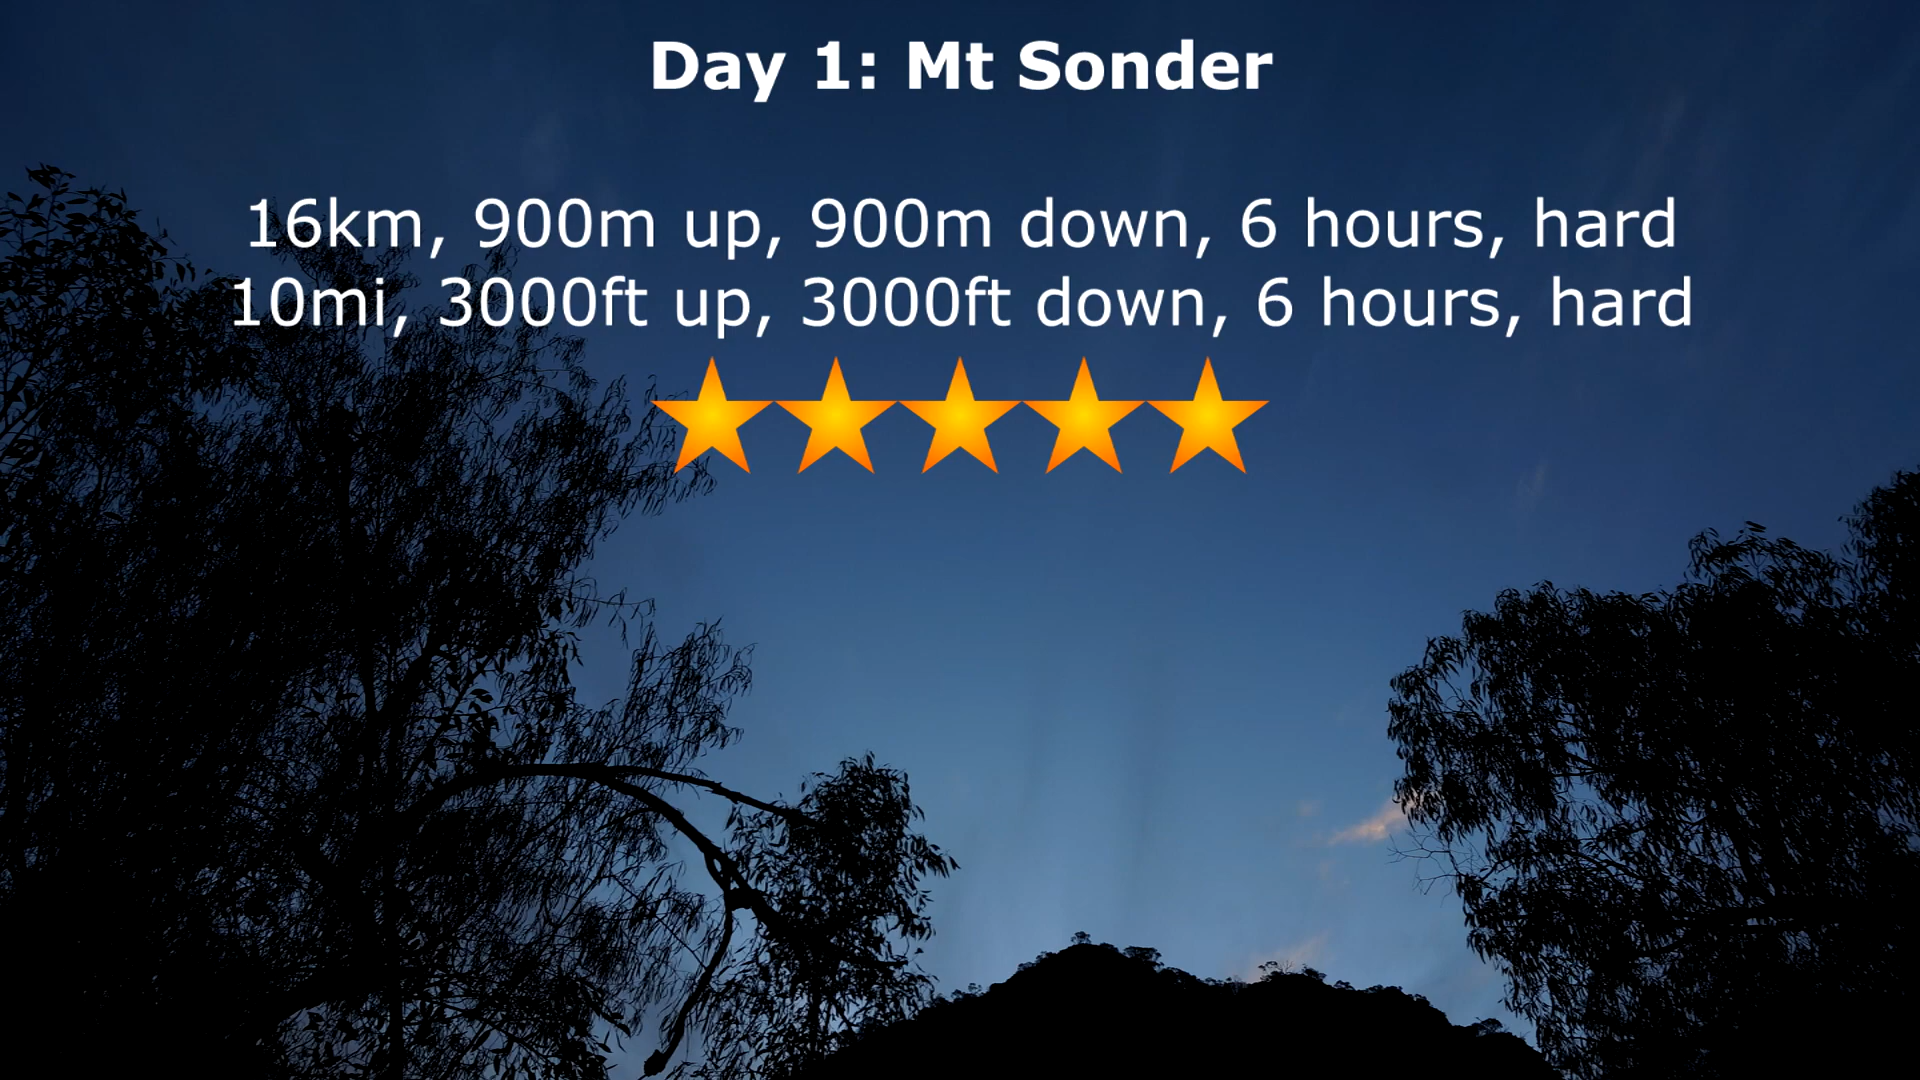 Day 1: Mt Sonder
16km, 900m up, 900m down, 6 hours, hard
10mi, 3000ft up, 3000ft down, 6 hours, hard